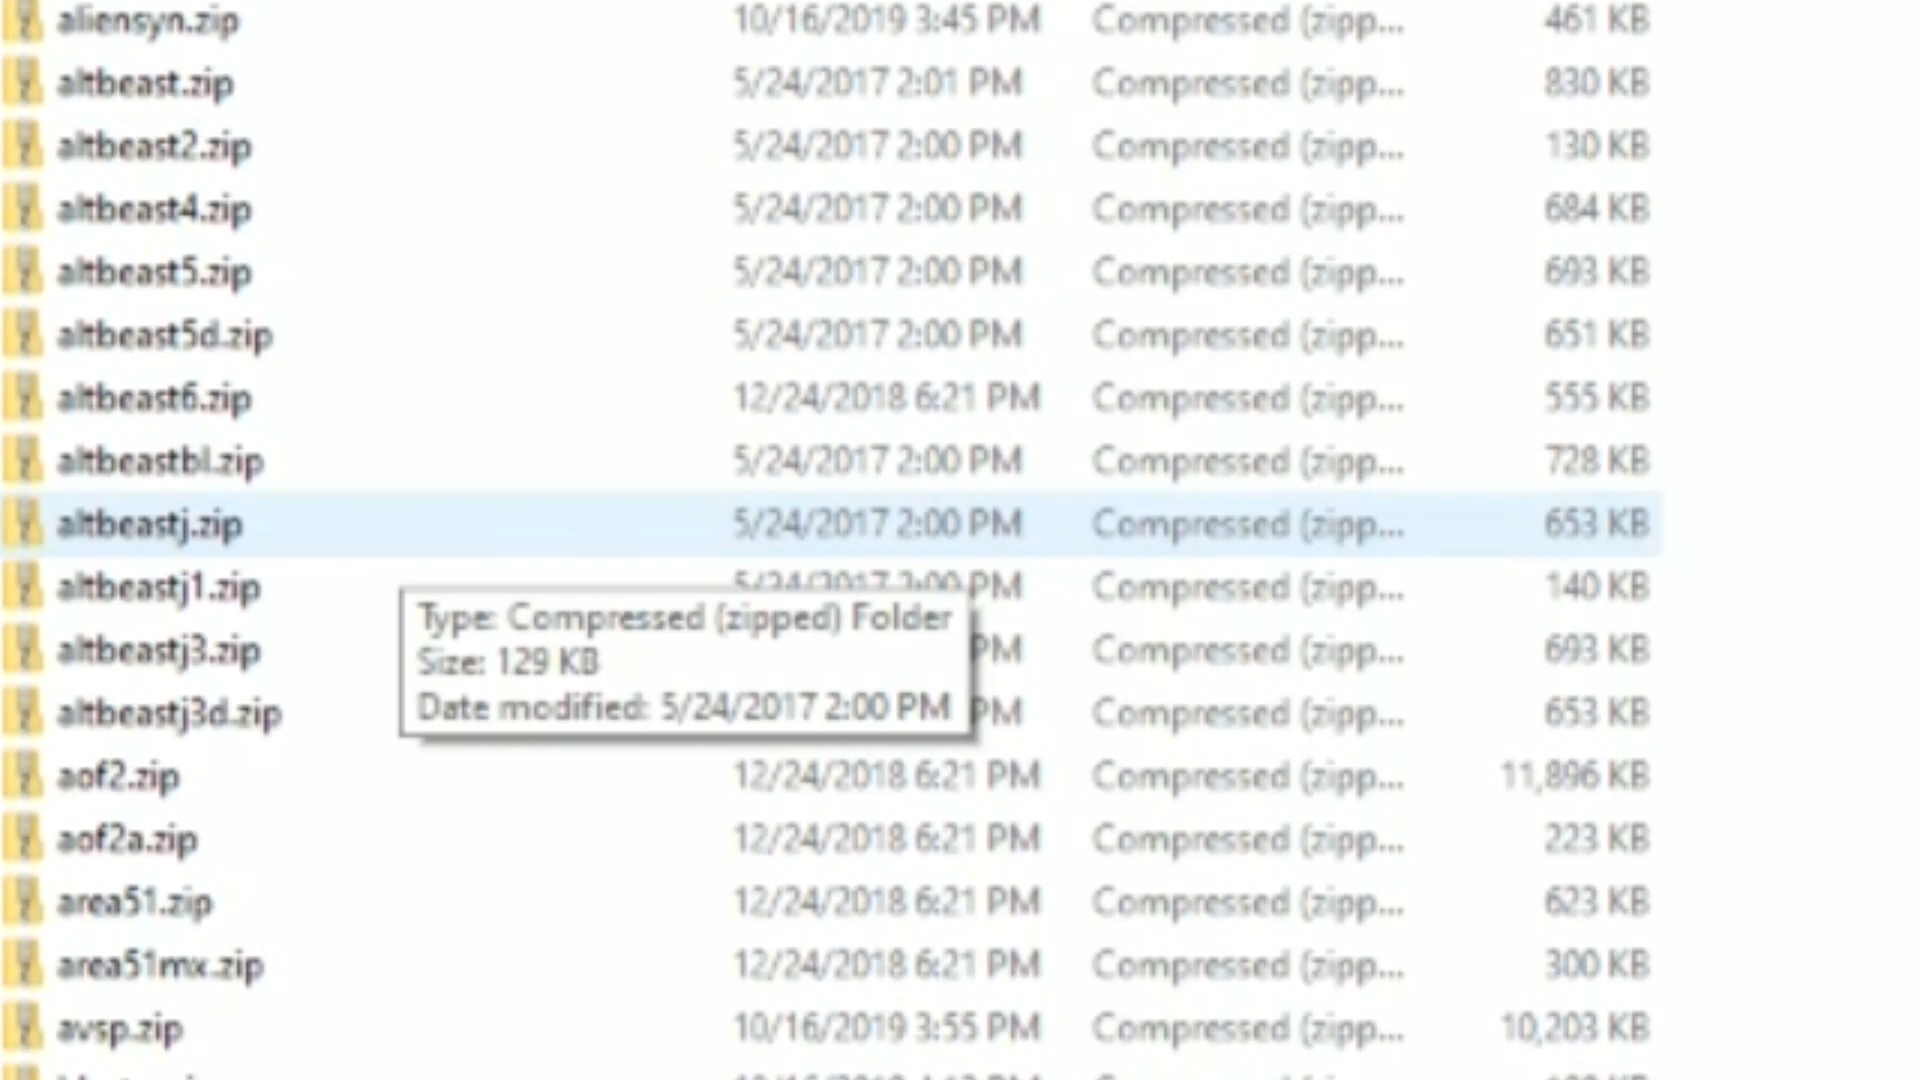 aliensyn.zip 10/16/2019 3:45 PM Compressed (zipp... 461 KB
altbeast.zip 5/24/2017 2:01 PM Compressed (zipp... 830 KB
altbeast2.zip 5/24/2017 2:00 PM Compressed (zipp... 130 KB
altbeast4.zip 5/24/2017 2:00 PM Compressed (zipp... 684 KB
altbeast5.zip 5/24/2017 2:00 PM Compressed (zipp... 693 KB
altbeast5d.zip 5/24/2017 2:00 PM Compressed (zipp... 651 KB
altbeast6.zip 12/24/2018 6:21 PM Compressed (zipp... 555 KB
altbeastbl.zip 5/24/2017 2:00 PM Compressed (zipp... 728 KB
altbeastj.zip 5/24/2017 2:00 PM Compressed (zipp... 653 KB
altbeastj1.zip 5/24/2017 2:00 PM Compressed (zipp... 140 KB
Type: Compressed (zipped) Folder
altbeastj3.zip PM Compressed (zipp... 693 KB
Size: 129 KB
Date modified: 5/24/2017 2:00 PM
altbeastj3d.zip PM Compressed (zipp... 653 KB
aof2.zip 12/24/2018 6:21 PM Compressed (zipp... 11,896 KB
aof2a.zip 12/24/2018 6:21 PM Compressed (zipp... 223 KB
area51.zip 12/24/2018 6:21 PM Compressed (zipp... 623 KB
area51mx.zip 12/24/2018 6:21 PM Compressed (zipp... 300 KB
avsp.zip 10/16/2019 3:55 PM Compressed (zipp... 10,203 KB